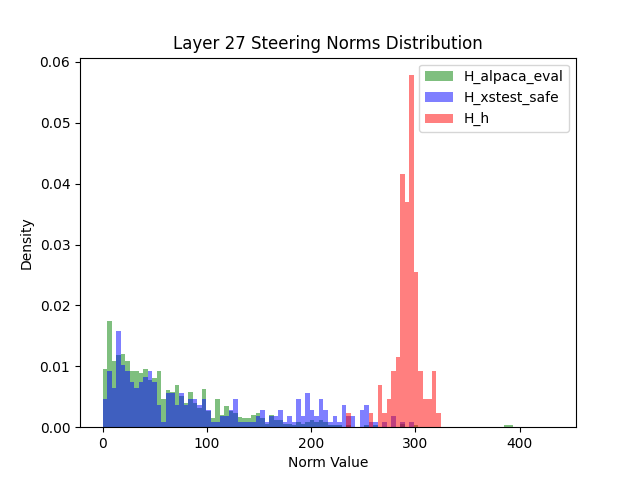 Layer 27 Steering Norms Distribution
H_alpaca_eval
H_xstest_safe
H_h
0.06
0.05
0.04
0.03
0.02
0.01
0.00
Density
0
100
200
300
400
Norm Value